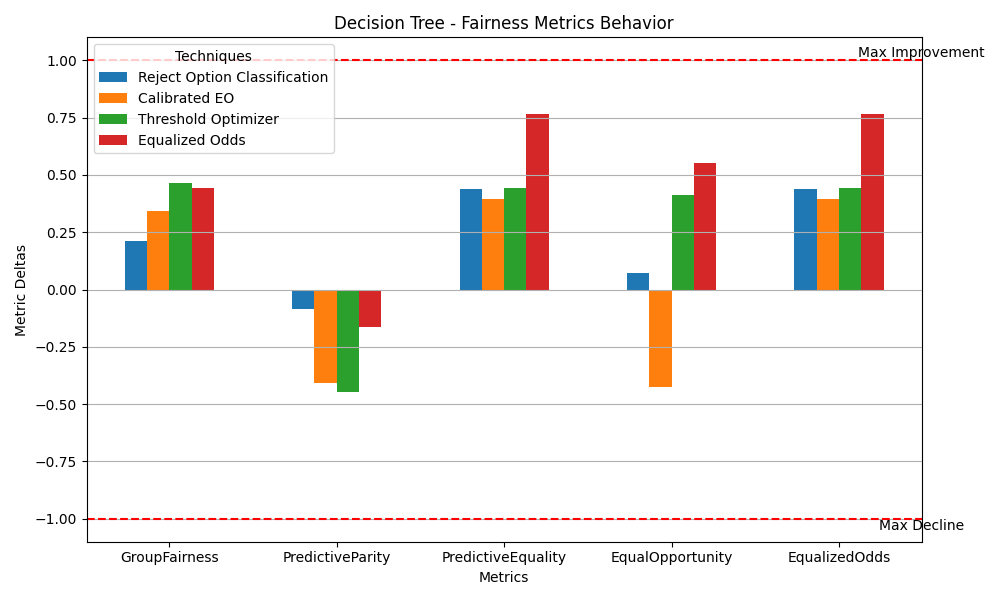 Decision Tree - Fairness Metrics Behavior
Max Improvement
Techniques
Reject Option Classification
Calibrated EO
Threshold Optimizer
Equalized Odds
1.00
0.75
0.50
0.25
0.00
−0.25
−0.50
−0.75
−1.00
Metric Deltas
Max Decline
GroupFairness
PredictiveParity
PredictiveEquality
EqualOpportunity
EqualizedOdds
Metrics